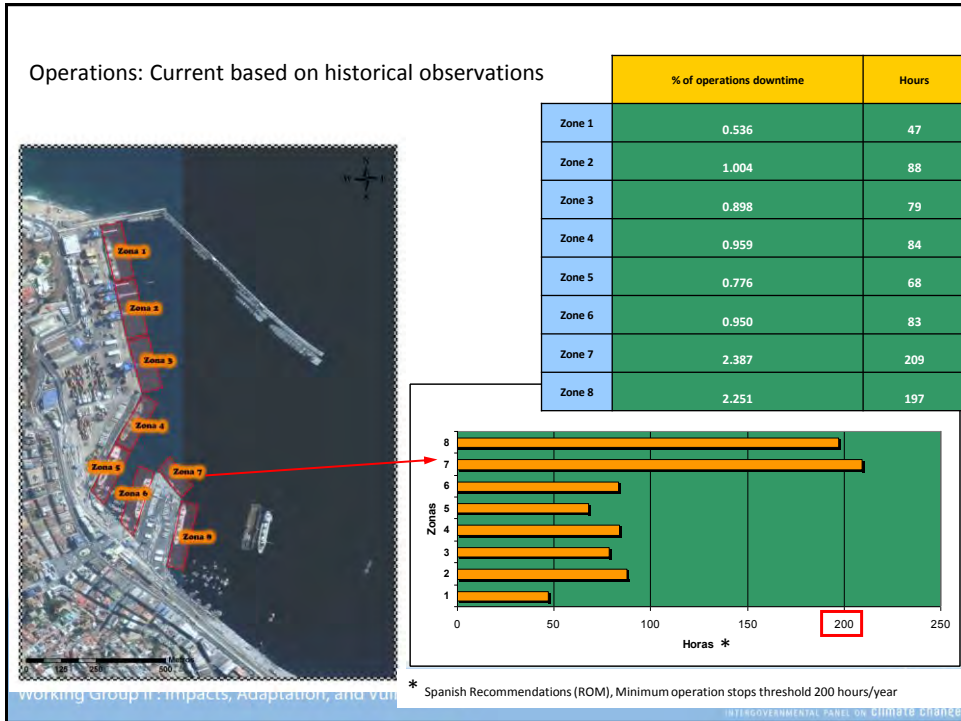 Operations: Current based on historical observations
% of operations downtime Hours
Zone 1 0.536 47
Zone 2 1.004 88
Zone 3 0.898 79
Zone 4 0.959 84
Zone 5 0.776 68
Zone 6 0.950 83
Zone 7 2.387 209
Zone 8 2.251 197
N
W E
S
Zona 1
Zona 2
Zona 3
Zona 4
Zona 5
Zona 6
Zona 7
Zona 8
0 125 250 500
Zonas
8
7
6
5
4
3
2
1
0 50 100 150 200 250
Horas *
* Spanish Recommendations (ROM), Minimum operation stops threshold 200 hours/year
Working Group II : Impacts, Adaptation, and
INTERGOVERNMENTAL PANEL ON Climate Change